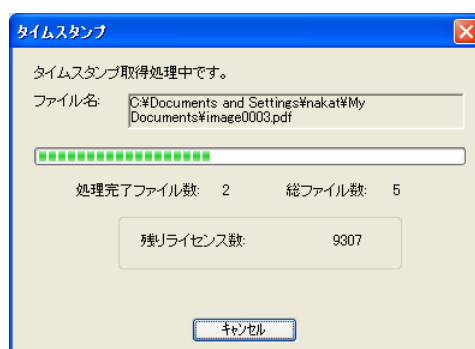 タイムスタンプ
タイムスタンプ取得処理中です。
ファイル名: C:¥Documents and Settings¥nakat¥My
Documents¥image0003.pdf
処理完了ファイル数: 2 総ファイル数: 5
残りライセンス数: 9307
キャンセル